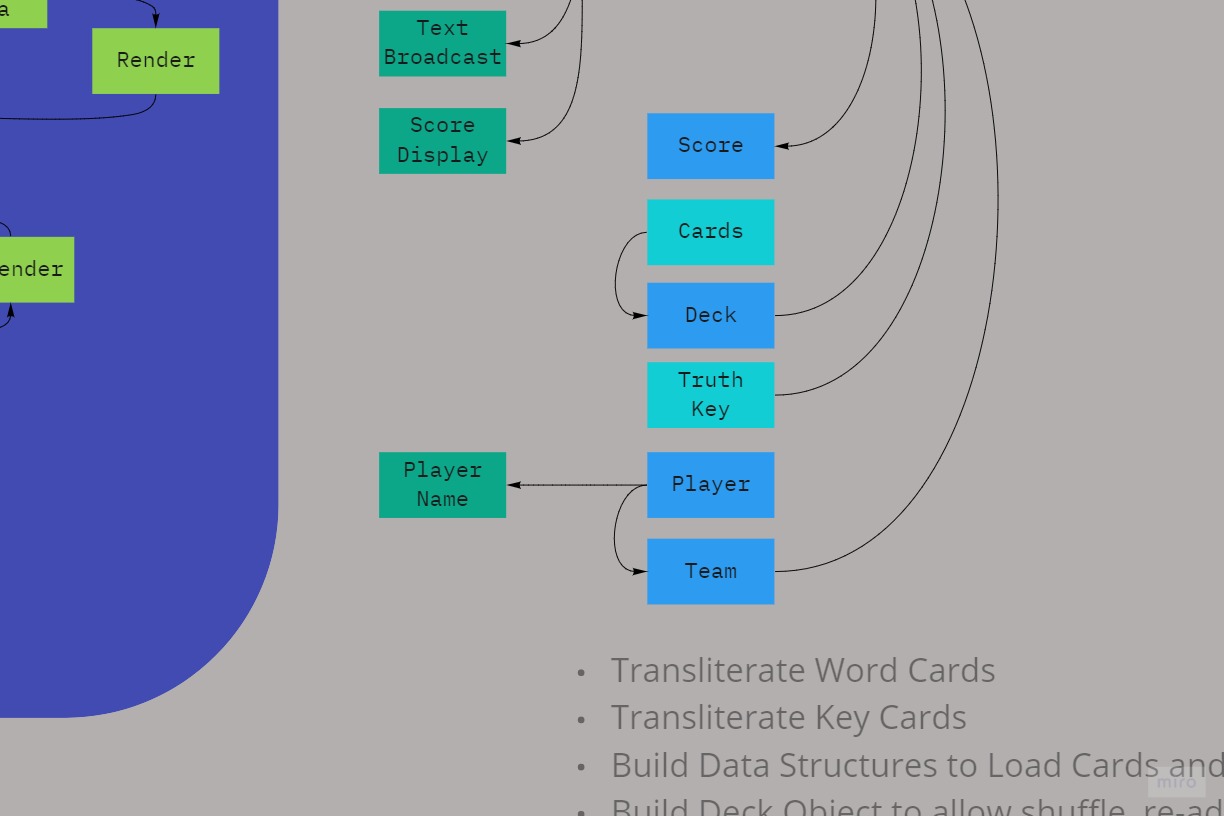 a
Render
ender
Text
Broadcast
Score
Display
Score
Cards
Deck
Truth
Key
Player
Name
Player
Team
• Transliterate Word Cards
• Transliterate Key Cards
• Build Data Structures to Load Cards and
• Build Deck Object to allow shuffle, re-ad
miro